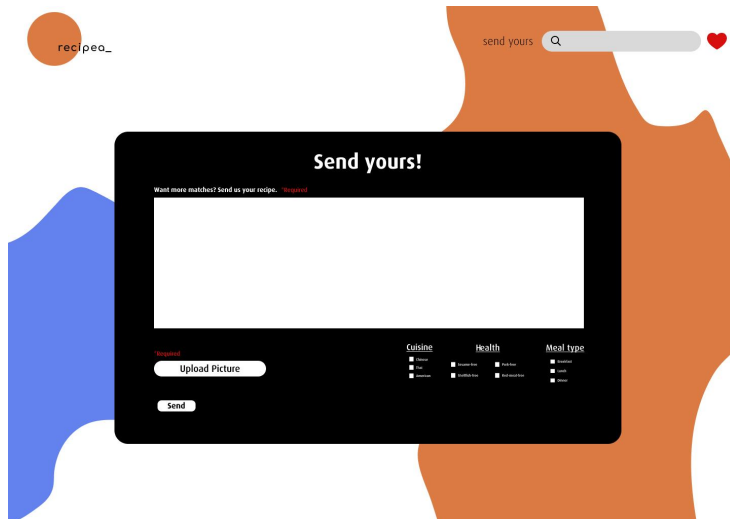 recipea_
send yours
Send yours!
Want more matches? Send us your recipe. *Required
*Required
Upload Picture
Send
Cuisine
Chinese
Thai
American
Health
Sesame-free
Pork-free
Shellfish-free
Red-meat-free
Meal type
Breakfast
Lunch
Dinner